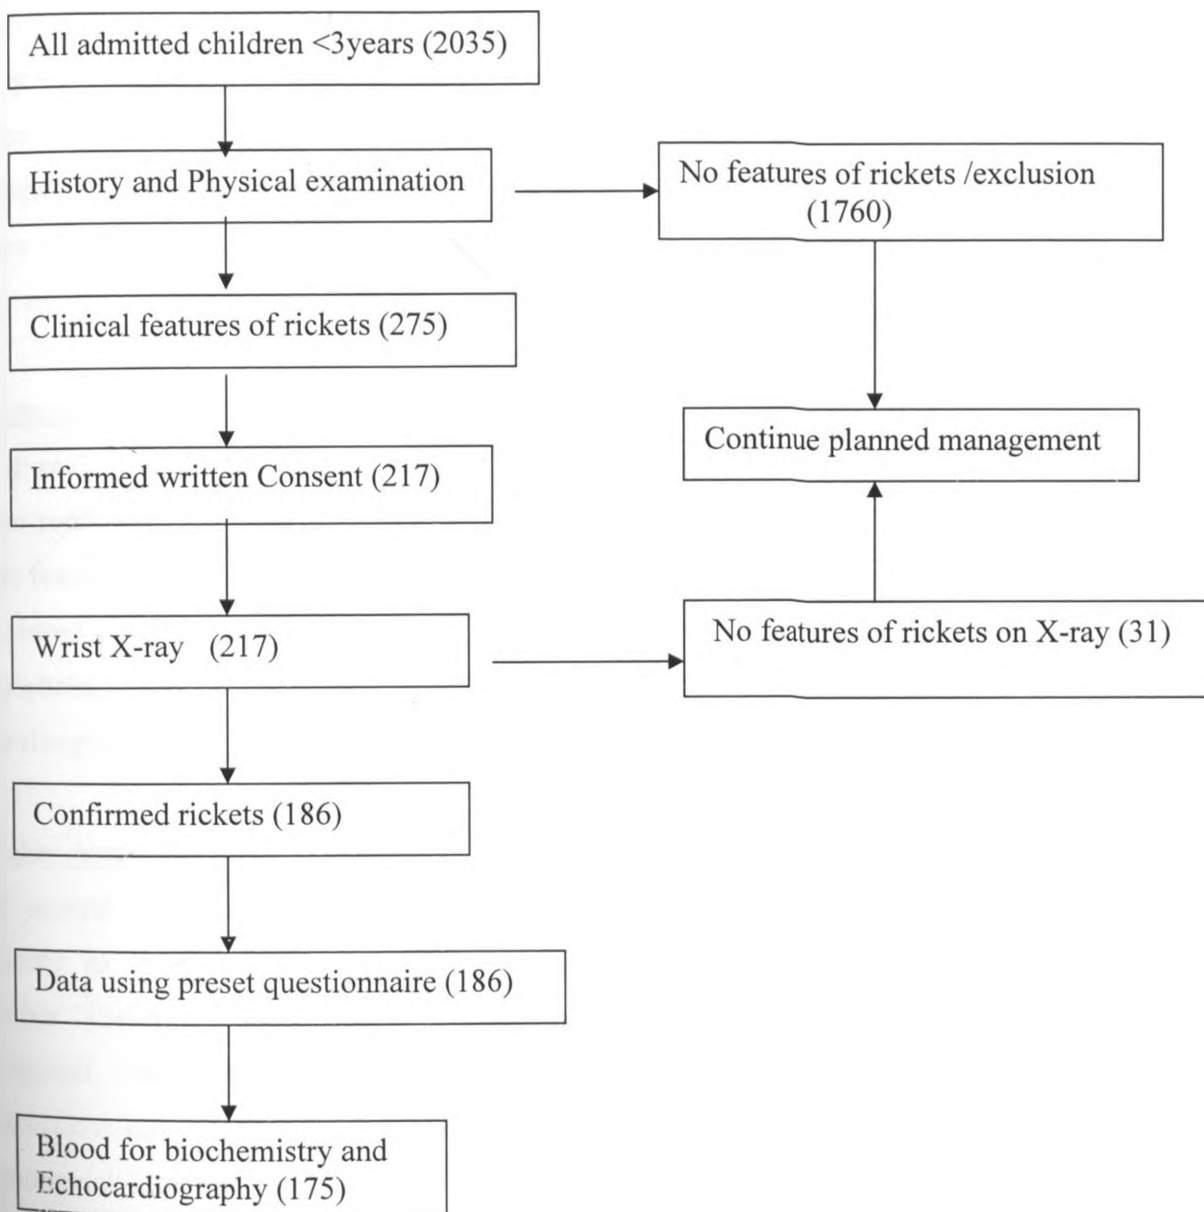 All admitted children <3years (2035)
History and Physical examination
No features of rickets /exclusion
(1760)
Clinical features of rickets (275)
Continue planned management
Informed written Consent (217)
Wrist X-ray (217)
No features of rickets on X-ray (31)
Confirmed rickets (186)
Data using preset questionnaire (186)
Blood for biochemistry and
Echocardiography (175)